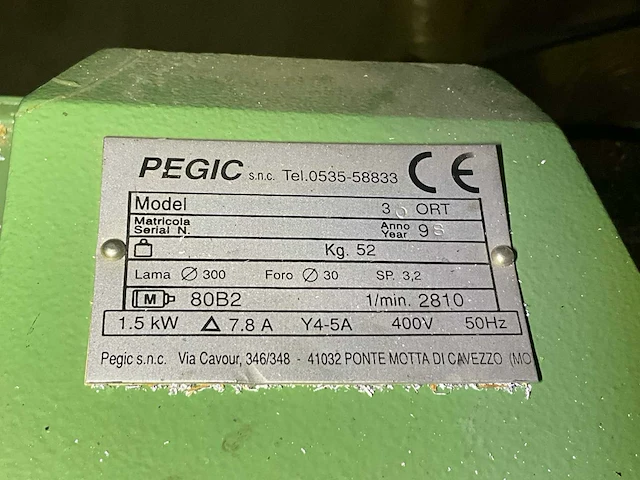 PEGIC s.n.c. Tel.0535-58833 CE
Model ORT
Matricola
Serial N.
Anno
Year
Kg. 52
Lama Ø 300 Foro Ø 30 SP. 3,2
M 80B2 1/min. 2810
1.5 kW Δ 7.8 A Y4-5A 400V 50Hz
Pegic s.n.c. Via Cavour, 346/348 - 41032 PONTE MOTTA DI CAVEZZO (MO